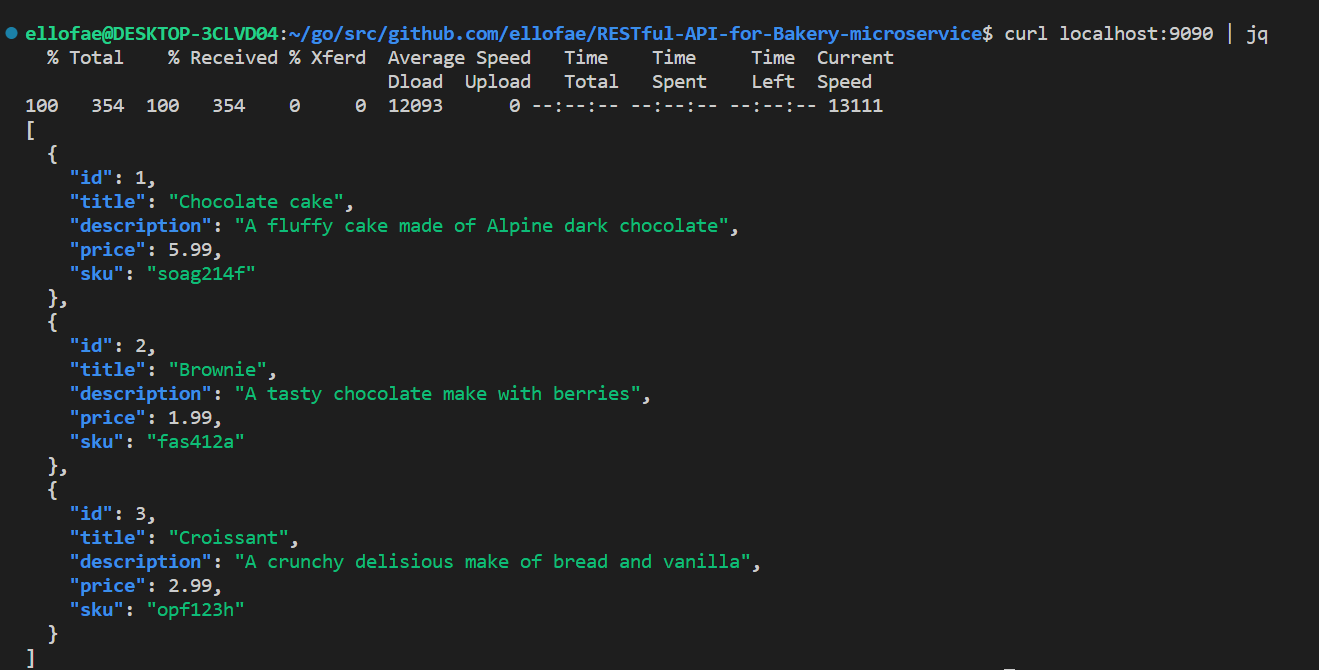 ellofae@DESKTOP-3CLVD04:~/go/src/github.com/ellofae/RESTful-API-for-Bakery-microservice$ curl localhost:9090 | jq
  % Total    % Received % Xferd  Average Speed   Time    Time     Time  Current
                                 Dload  Upload   Total   Spent    Left  Speed
100   354  100   354    0     0  12093      0 --:--:-- --:--:-- --:--:-- 13111
[
  {
    "id": 1,
    "title": "Chocolate cake",
    "description": "A fluffy cake made of Alpine dark chocolate",
    "price": 5.99,
    "sku": "soag214f"
  },
  {
    "id": 2,
    "title": "Brownie",
    "description": "A tasty chocolate make with berries",
    "price": 1.99,
    "sku": "fas412a"
  },
  {
    "id": 3,
    "title": "Croissant",
    "description": "A crunchy delisious make of bread and vanilla",
    "price": 2.99,
    "sku": "opf123h"
  }
]